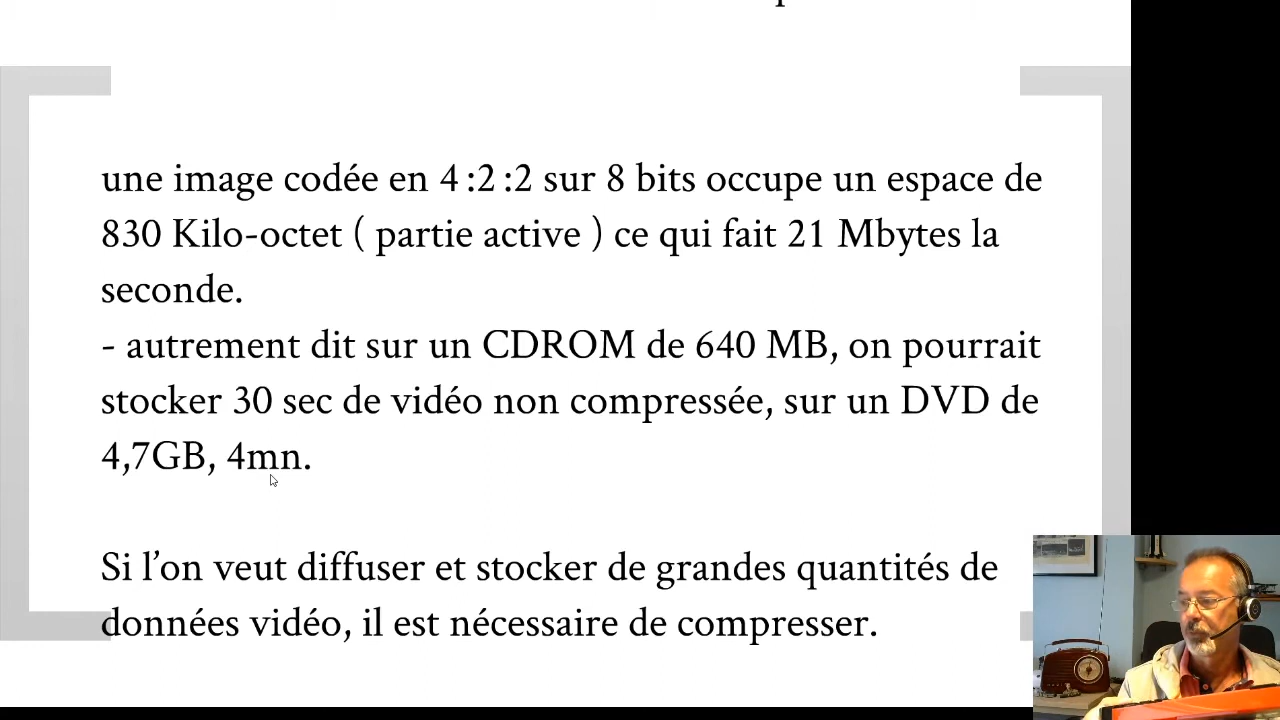 une image codée en 4 :2 :2 sur 8 bits occupe un espace de
830 Kilo-octet ( partie active ) ce qui fait 21 Mbytes la
seconde.
- autrement dit sur un CDROM de 640 MB, on pourrait
stocker 30 sec de vidéo non compressée, sur un DVD de
4,7GB, 4mn.
Si l’on veut diffuser et stocker de grandes quantités de
données vidéo, il est nécessaire de compresser.